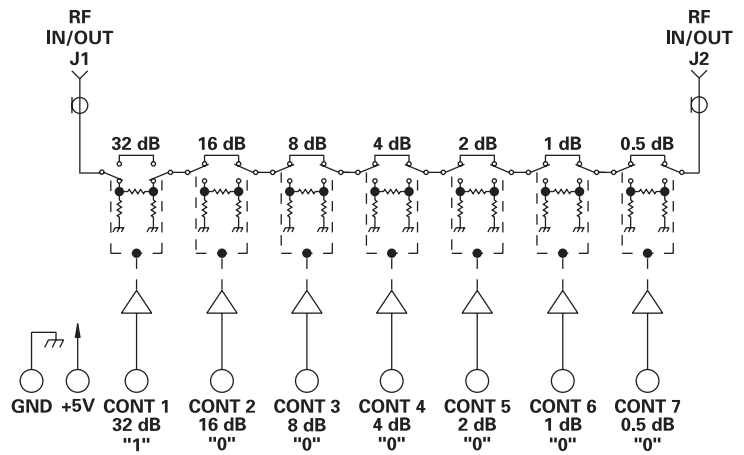 RF
IN/OUT
J1
RF
IN/OUT
J2
32 dB 16 dB 8 dB 4 dB 2 dB 1 dB 0.5 dB
GND +5V CONT 1 CONT 2 CONT 3 CONT 4 CONT 5 CONT 6 CONT 7
32 dB 16 dB 8 dB 4 dB 2 dB 1 dB 0.5 dB
"1" "0" "0" "0" "0" "0" "0"